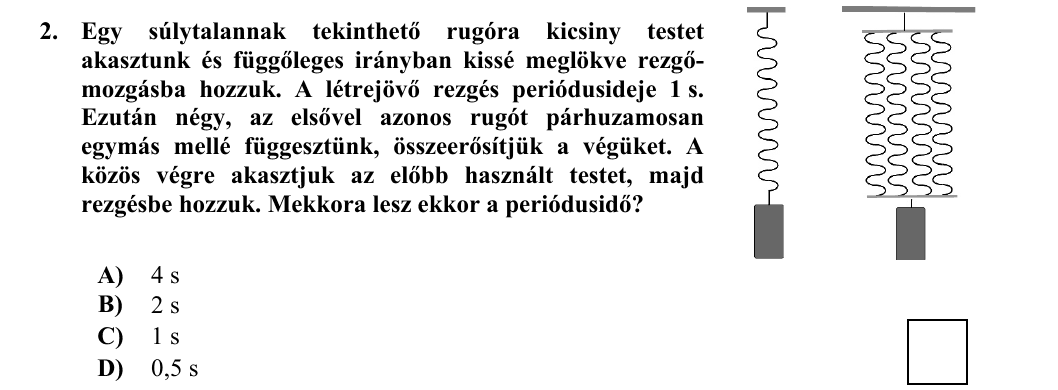 2. Egy súlytalannak tekinthető rugóra kicsiny testet
akasztunk és függőleges irányban kissé meglökve rezgő-
mozgásba hozzuk. A létrejövő rezgés periódusideje 1 s.
Ezután négy, az elsővel azonos rugót párhuzamosan
egymás mellé függesztünk, összeerősítjük a végüket. A
közös végre akasztjuk az előbb használt testet, majd
rezgésbe hozzuk. Mekkora lesz ekkor a periódusidő?
A) 4 s
B) 2 s
C) 1 s
D) 0,5 s